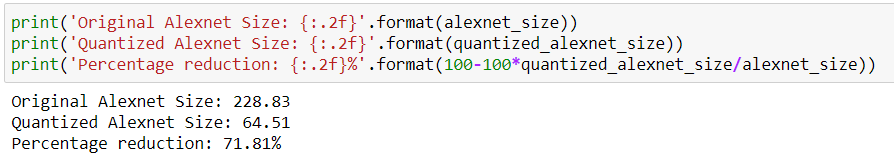 print('Original Alexnet Size: {:.2f}'.format(alexnet_size))
print('Quantized Alexnet Size: {:.2f}'.format(quantized_alexnet_size))
print('Percentage reduction: {:.2f}%'.format(100-100*quantized_alexnet_size/alexnet_size))
Original Alexnet Size: 228.83
Quantized Alexnet Size: 64.51
Percentage reduction: 71.81%